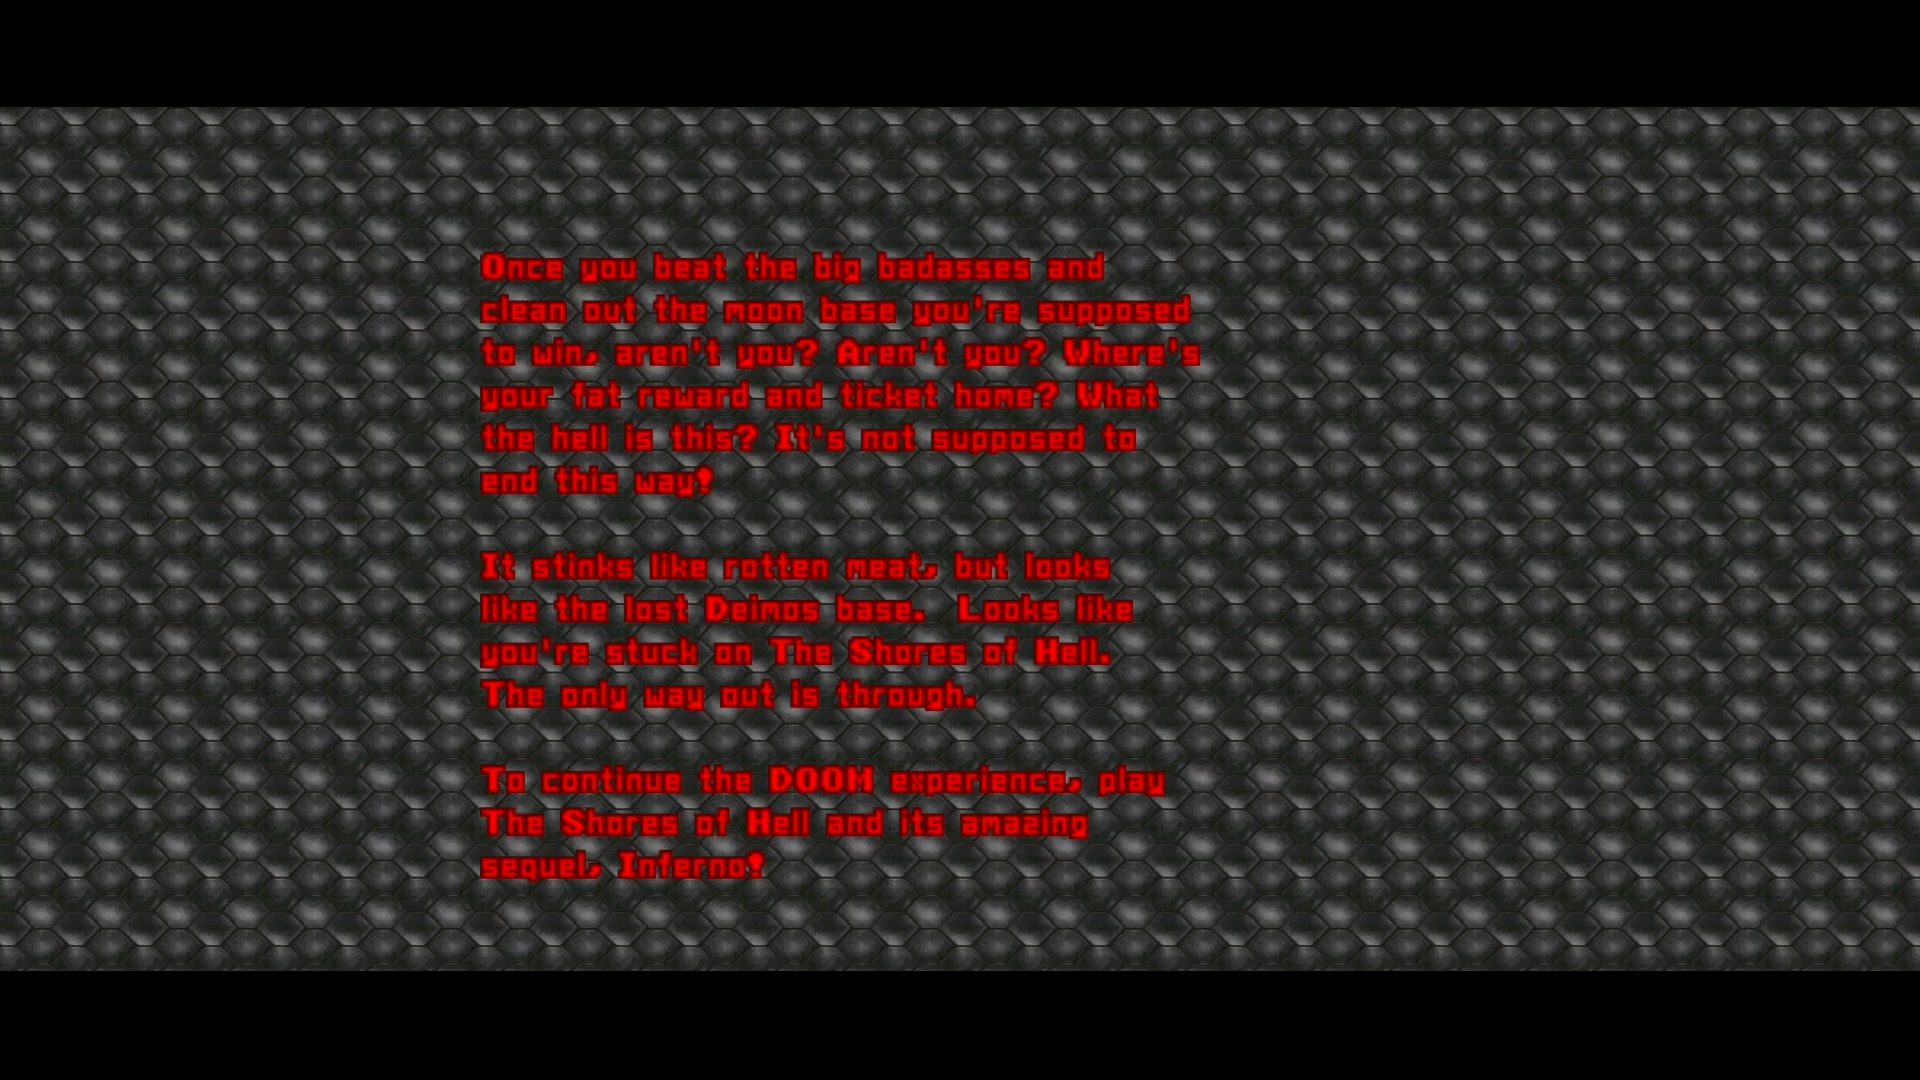 Once you beat the big badasses and
clean out the moon base you're supposed
to win, aren't you? Aren't you? Where's
your fat reward and ticket home? What
the hell is this? It's not supposed to
end this way!
It stinks like rotten meat, but looks
like the lost Deimos base.  Looks like
you're stuck on The Shores of Hell.
The only way out is through.
To continue the DOOM experience, play
The Shores of Hell and its amazing
sequel, Inferno!